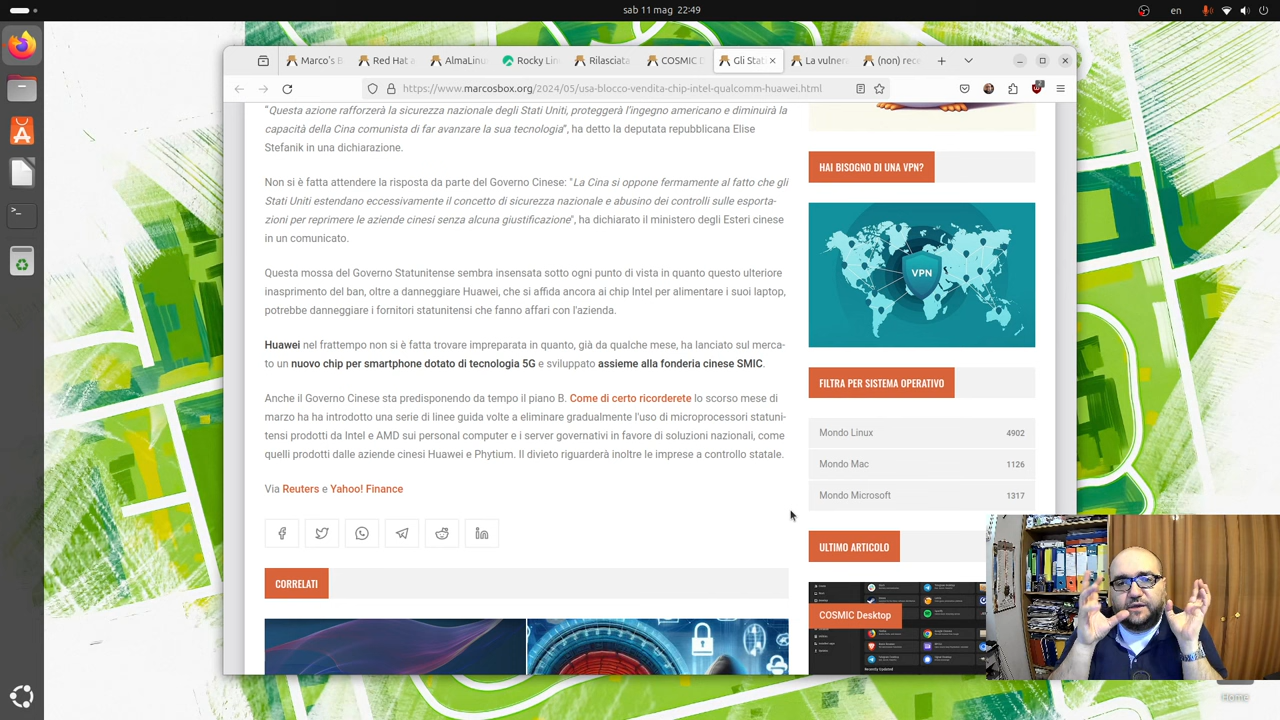 sab 11 mag 22:49
en
Marco's B
Red Hat a
AlmaLinu
Rocky Lin
Rilasciata
COSMIC D
Gli Stat
La vulner
(non) rece
https://www.marcosbox.org/2024/05/usa-blocco-vendita-chip-intel-qualcomm-huawei.html
2
"Questa azione rafforzerà la sicurezza nazionale degli Stati Uniti, proteggerà l'ingegno americano e diminuirà la
capacità della Cina comunista di far avanzare la sua tecnologia", ha detto la deputata repubblicana Elise
Stefanik in una dichiarazione.
Non si è fatta attendere la risposta da parte del Governo Cinese: "La Cina si oppone fermamente al fatto che gli
Stati Uniti estendano eccessivamente il concetto di sicurezza nazionale e abusino dei controlli sulle esporta-
zioni per reprimere le aziende cinesi senza alcuna giustificazione", ha dichiarato il ministero degli Esteri cinese
in un comunicato.
Questa mossa del Governo Statunitense sembra insensata sotto ogni punto di vista in quanto questo ulteriore
inasprimento del ban, oltre a danneggiare Huawei, che si affida ancora ai chip Intel per alimentare i suoi laptop,
potrebbe danneggiare i fornitori statunitensi che fanno affari con l'azienda.
Huawei nel frattempo non si è fatta trovare impreparata in quanto, già da qualche mese, ha lanciato sul merca-
to un nuovo chip per smartphone dotato di tecnologia 5G e sviluppato assieme alla fonderia cinese SMIC.
Anche il Governo Cinese sta predisponendo da tempo il piano B. Come di certo ricorderete lo scorso mese di
marzo ha ha introdotto una serie di linee guida volte a eliminare gradualmente l'uso di microprocessori statuni-
tensi prodotti da Intel e AMD sui personal computer e i server governativi in favore di soluzioni nazionali, come
quelli prodotti dalle aziende cinesi Huawei e Phytium. Il divieto riguarderà inoltre le imprese a controllo statale.
Via Reuters e Yahoo! Finance
CORRELATI
HAI BISOGNO DI UNA VPN?
VPN
FILTRA PER SISTEMA OPERATIVO
Mondo Linux 4902
Mondo Mac 1126
Mondo Microsoft 1317
ULTIMO ARTICOLO
COSMIC Desktop
Home